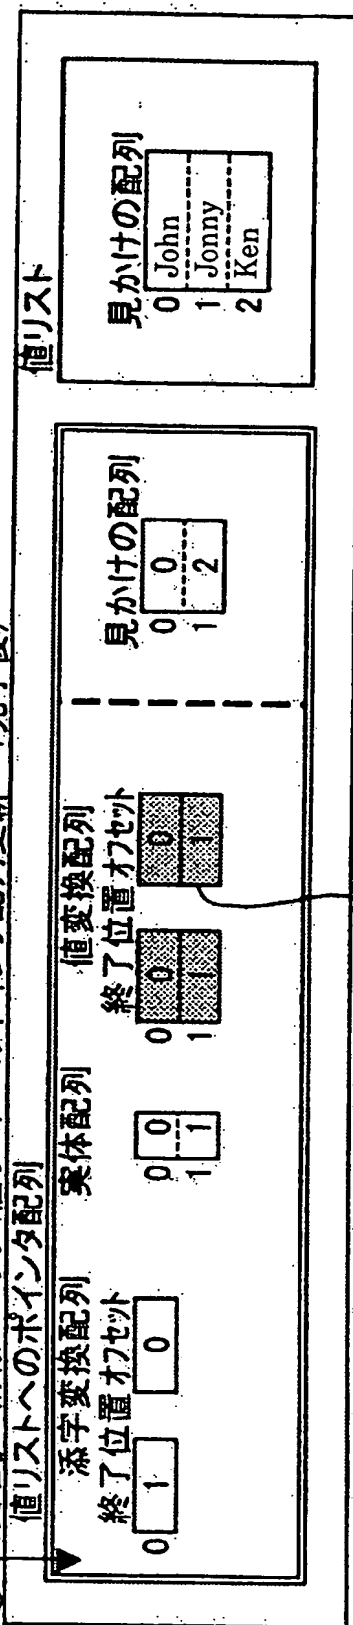 値リストへのポインタ配列
添字変換配列
終了位置 オフセット
0 1 0
実体配列
0 0
1 1
値変換配列
終了位置 オフセット
0 0 0
1 1 1
見かけの配列
0 0
1 2
値リスト
見かけの配列
0 John
1 Jonny
2 Ken